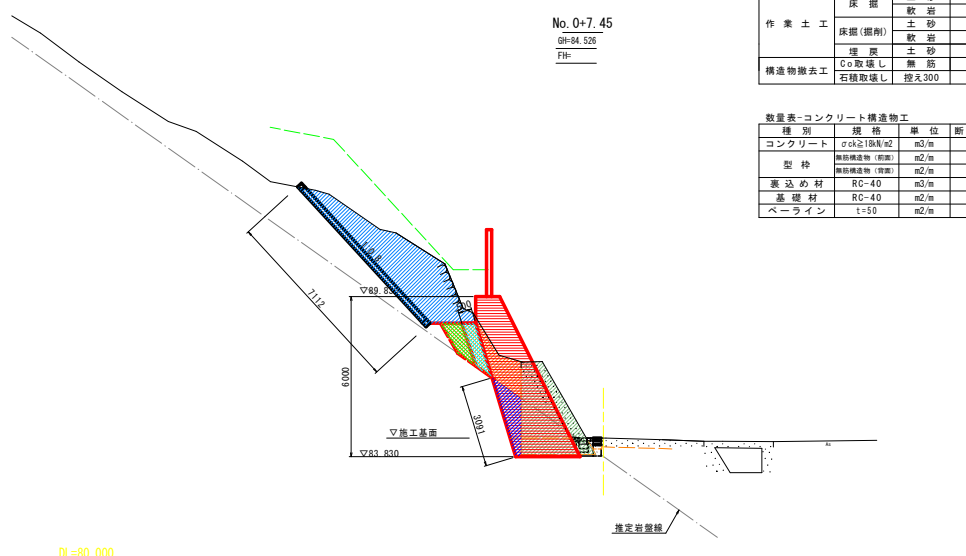 No. 0+7.45
GH=84.526
FH=
床 掘
軟 岩
作 業 土 工
床掘(掘削)
土 砂
軟 岩
埋 戻
土 砂
構造物撤去工
Co取壊し
無 筋
石積取壊し
控え300
数量表-コンクリート構造物工
種 別
規 格
単 位
断
コンクリート
σck≧18kN/m2
m3/m
型 枠
無筋構造物 (前面)
m2/m
無筋構造物 (背面)
m2/m
裏 込 め 材
RC-40
m3/m
基 礎 材
RC-40
m2/m
ペーライン
t=50
m2/m
7112
6000
3091
▽施工基面
▽83.830
As
推定岩盤線
DL=80.000